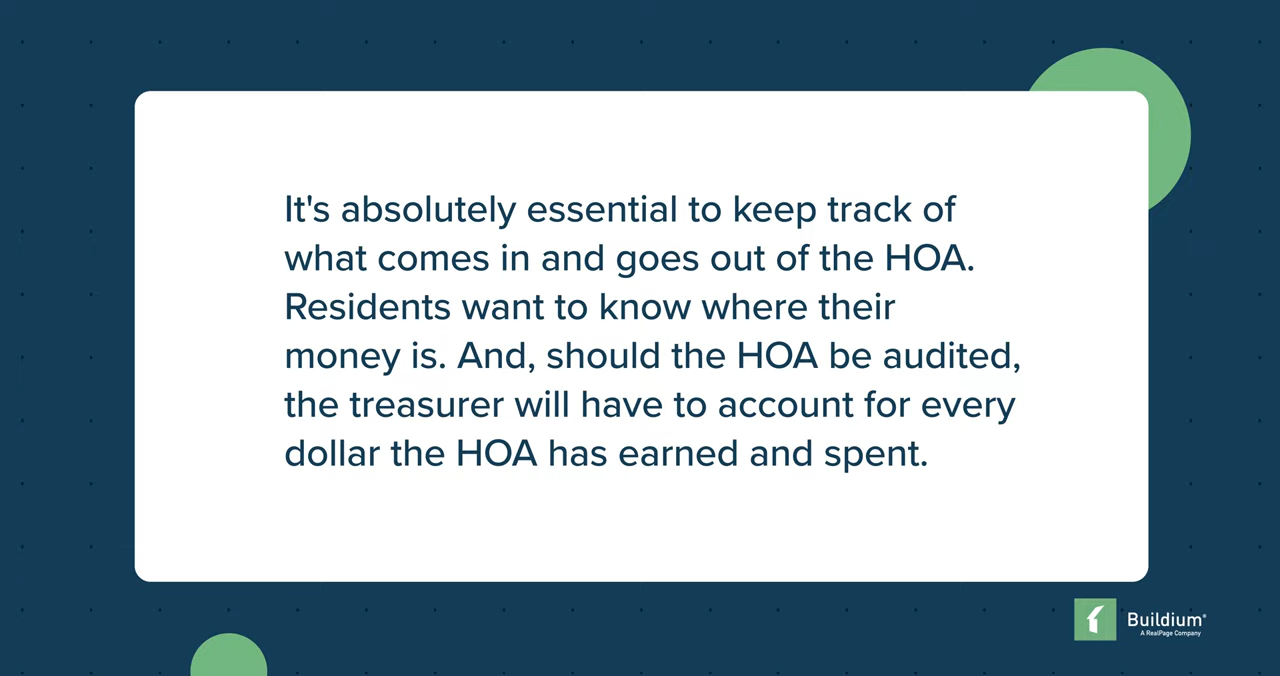 It's absolutely essential to keep track of
what comes in and goes out of the HOA.
Residents want to know where their
money is. And, should the HOA be audited,
the treasurer will have to account for every
dollar the HOA has earned and spent.
Buildium®
A RealPage Company